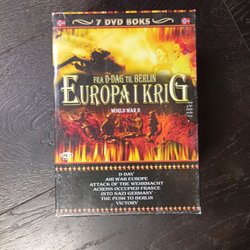 7 DVD BOKS
FRA D-DAG TIL BERLIN
EUROPA I KRIG
WORLD WAR II
DVD
D-DAY
AIR WAR EUROPE
ATTACK OF THE WEHRMACHT
ACROSS OCCUPIED FRANCE
INTO NAZI GERMANY
THE PUSH TO BERLIN
VICTORY